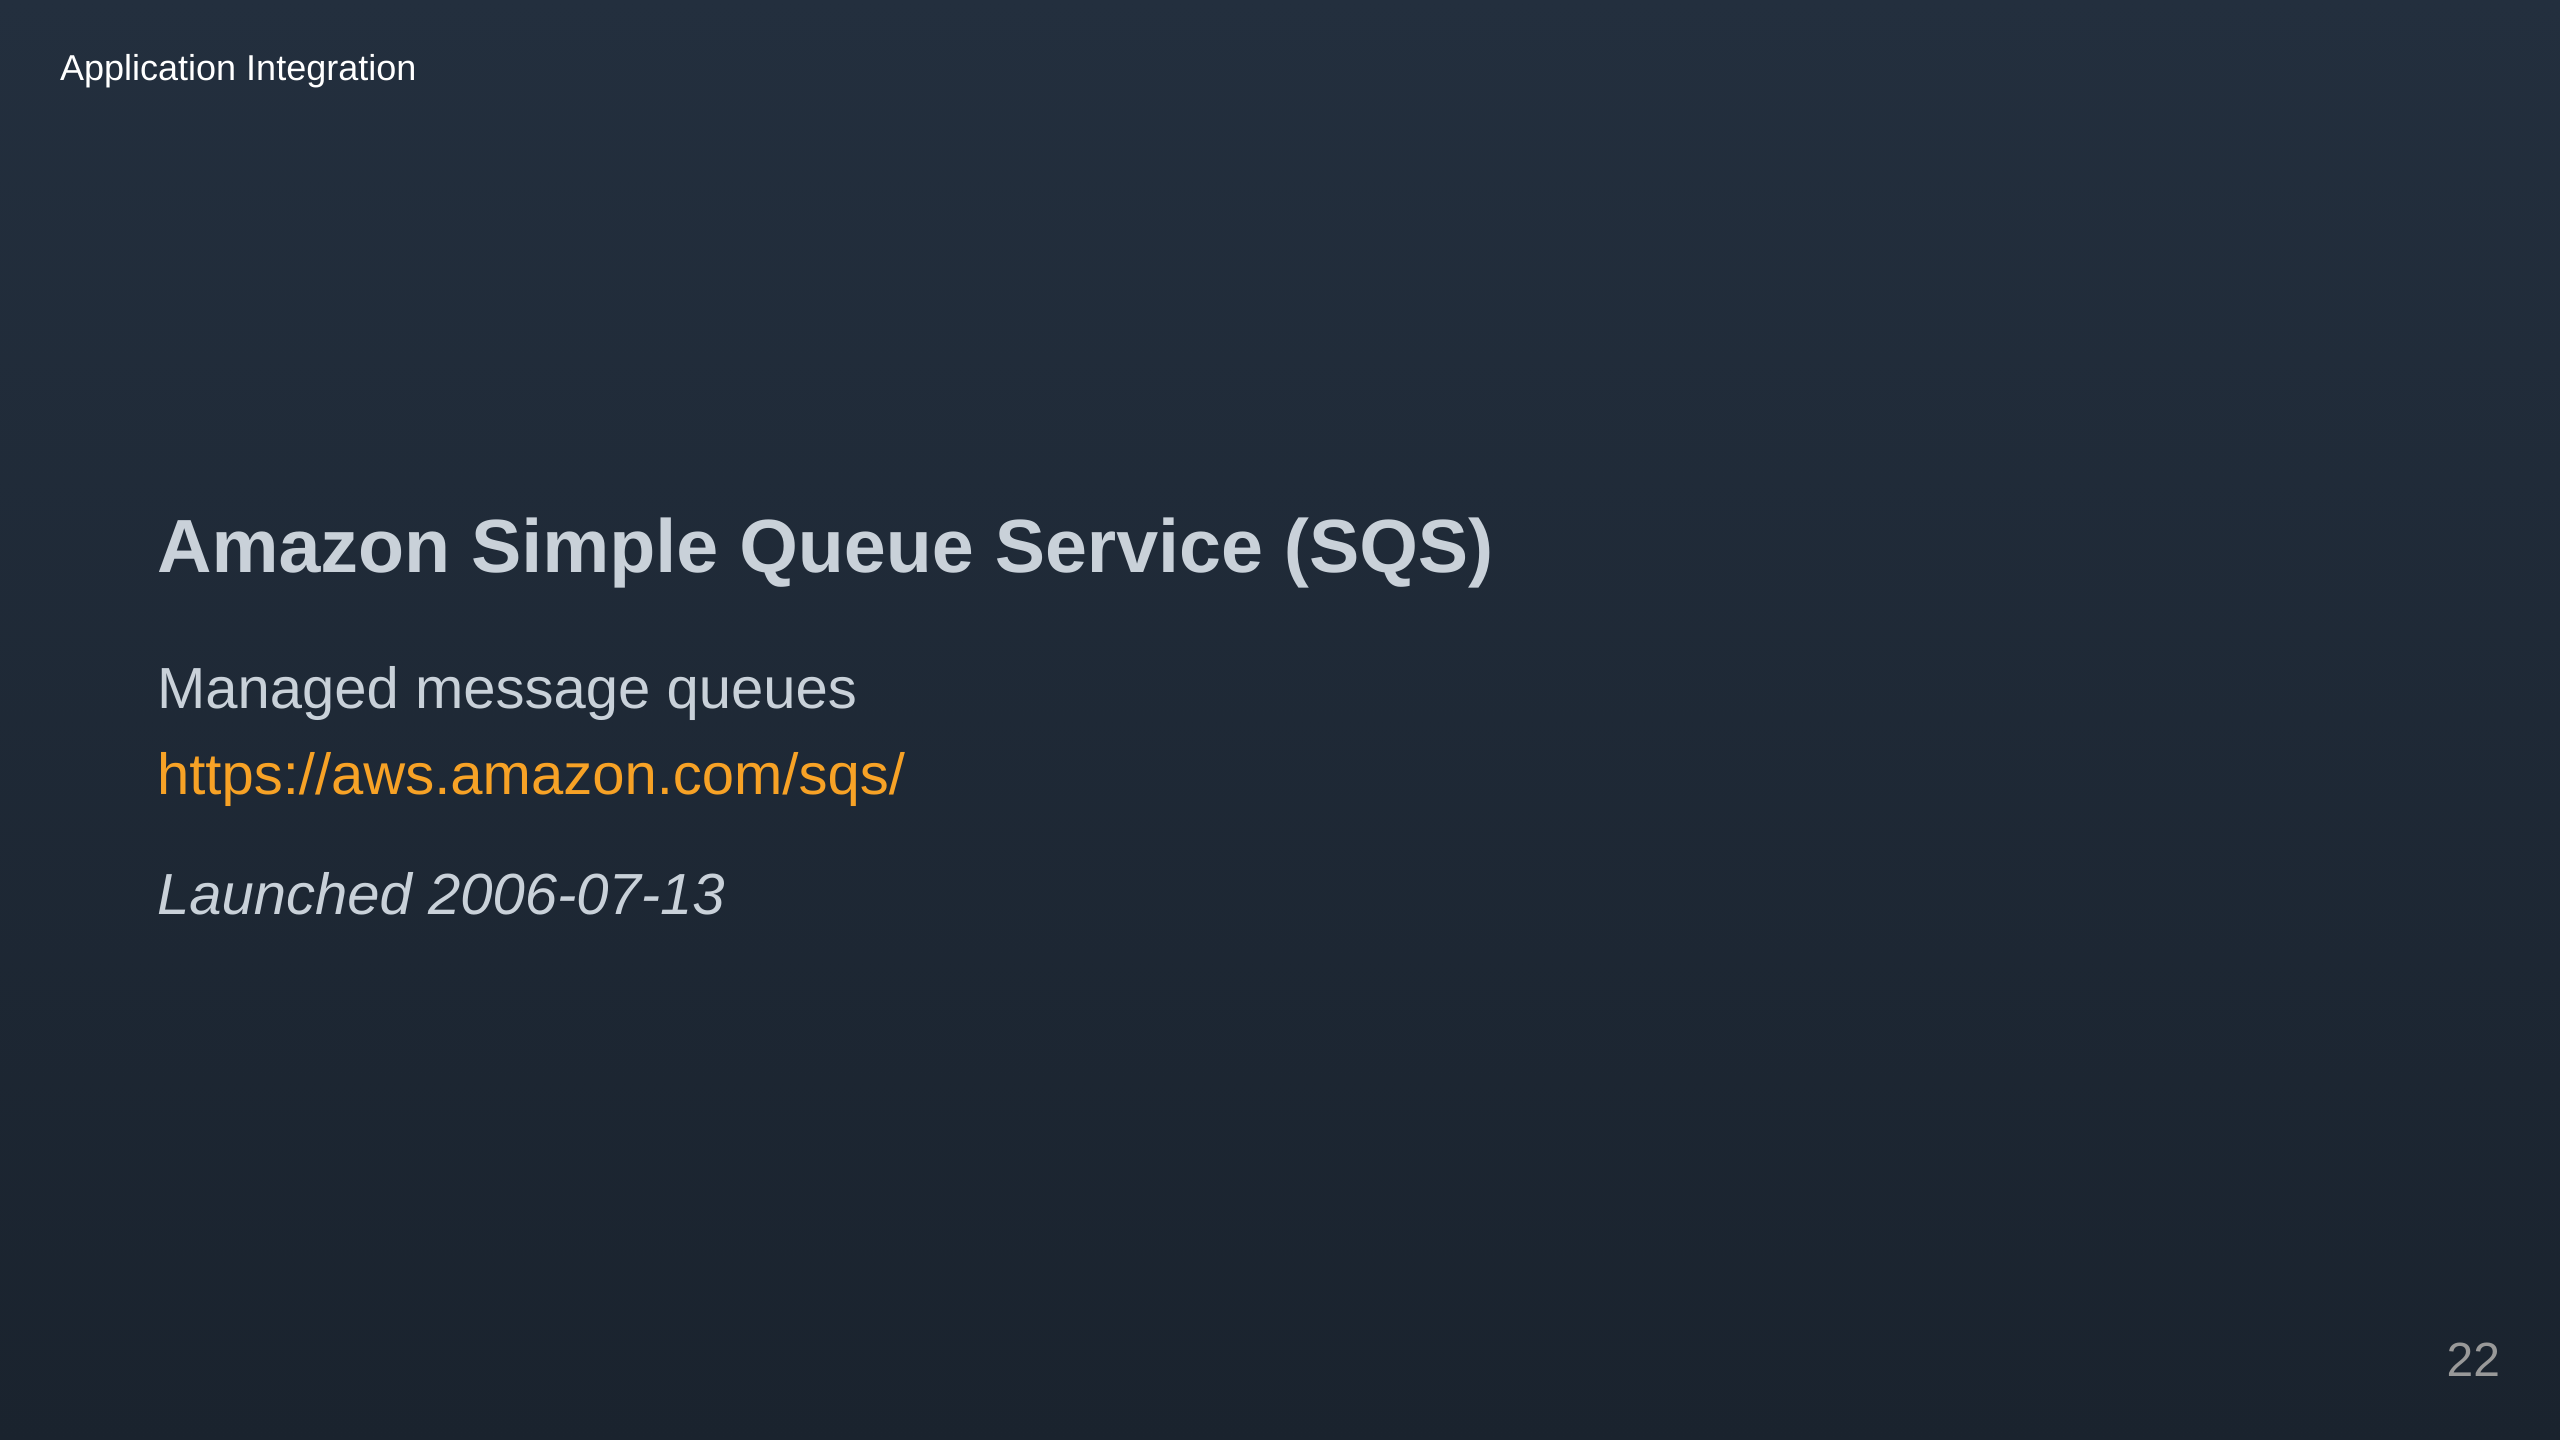 Application Integration
Amazon Simple Queue Service (SQS)
Managed message queues
https://aws.amazon.com/sqs/
Launched 2006-07-13
22